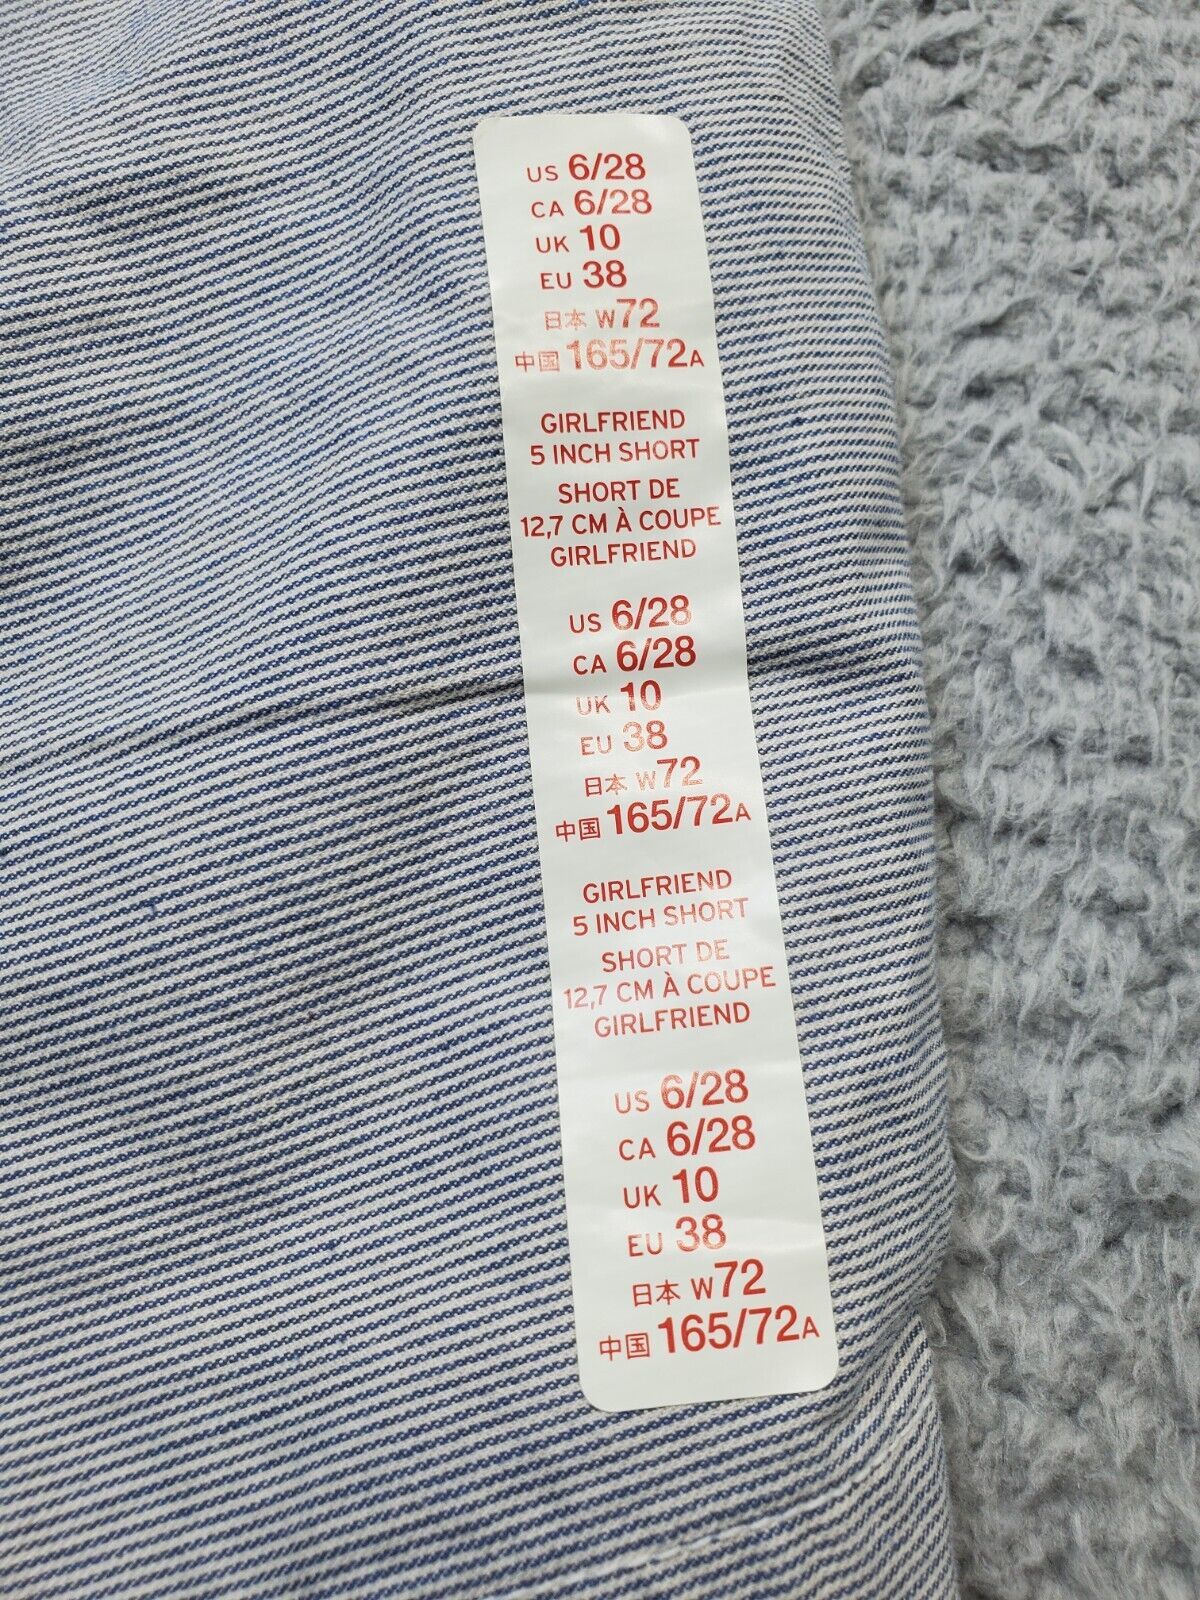 US 6/28
CA 6/28
UK 10
EU 38
日本 W72
中国 165/72A
GIRLFRIEND
5 INCH SHORT
SHORT DE
12,7 CM À COUPE
GIRLFRIEND
US 6/28
CA 6/28
UK 10
EU 38
日本 W72
中国 165/72A
GIRLFRIEND
5 INCH SHORT
SHORT DE
12,7 CM À COUPE
GIRLFRIEND
US 6/28
CA 6/28
UK 10
EU 38
日本 W72
中国 165/72A